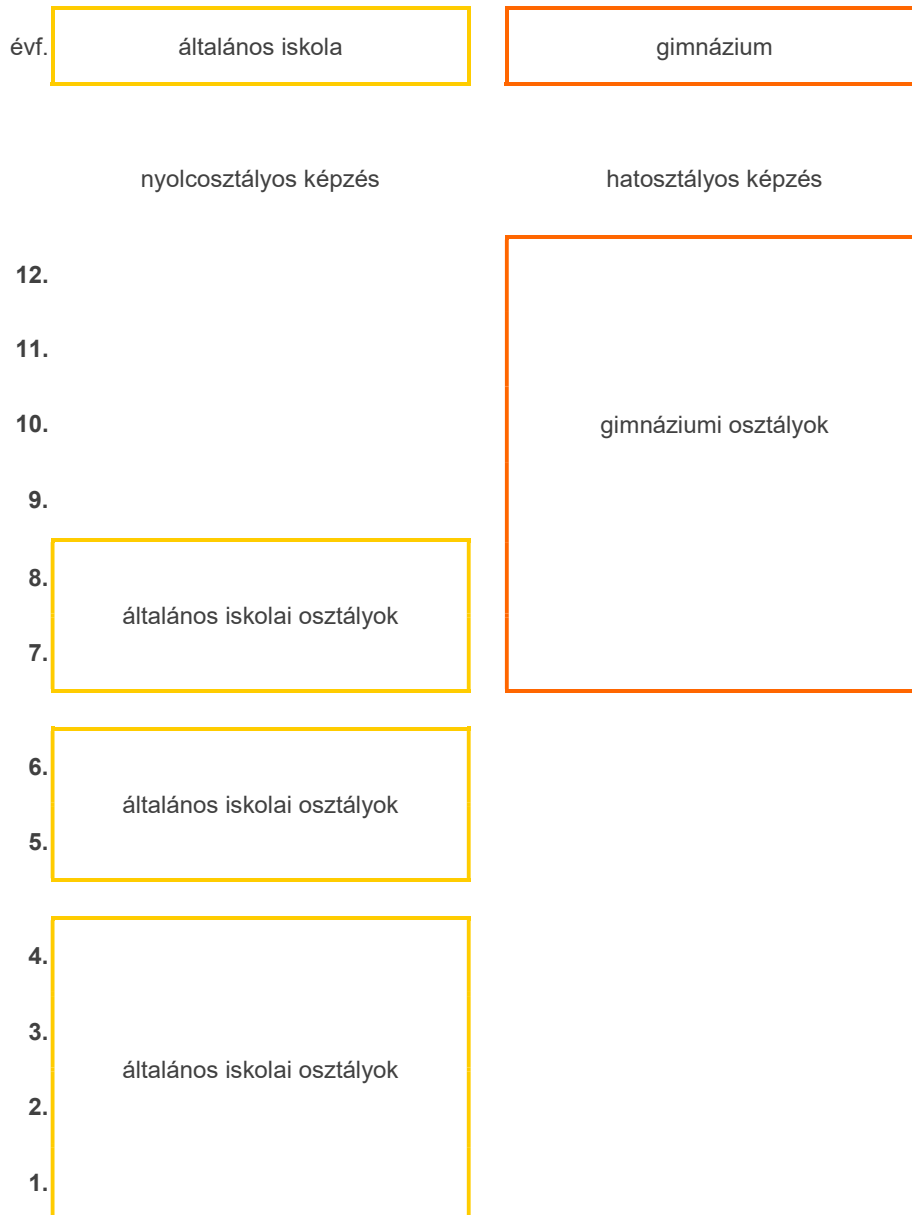 évf. általános iskola gimnázium
nyolcosztályos képzés hatosztályos képzés
12.
11.
10. gimnáziumi osztályok
9.
8.
általános iskolai osztályok
7.
6.
általános iskolai osztályok
5.
4.
3.
általános iskolai osztályok
2.
1.